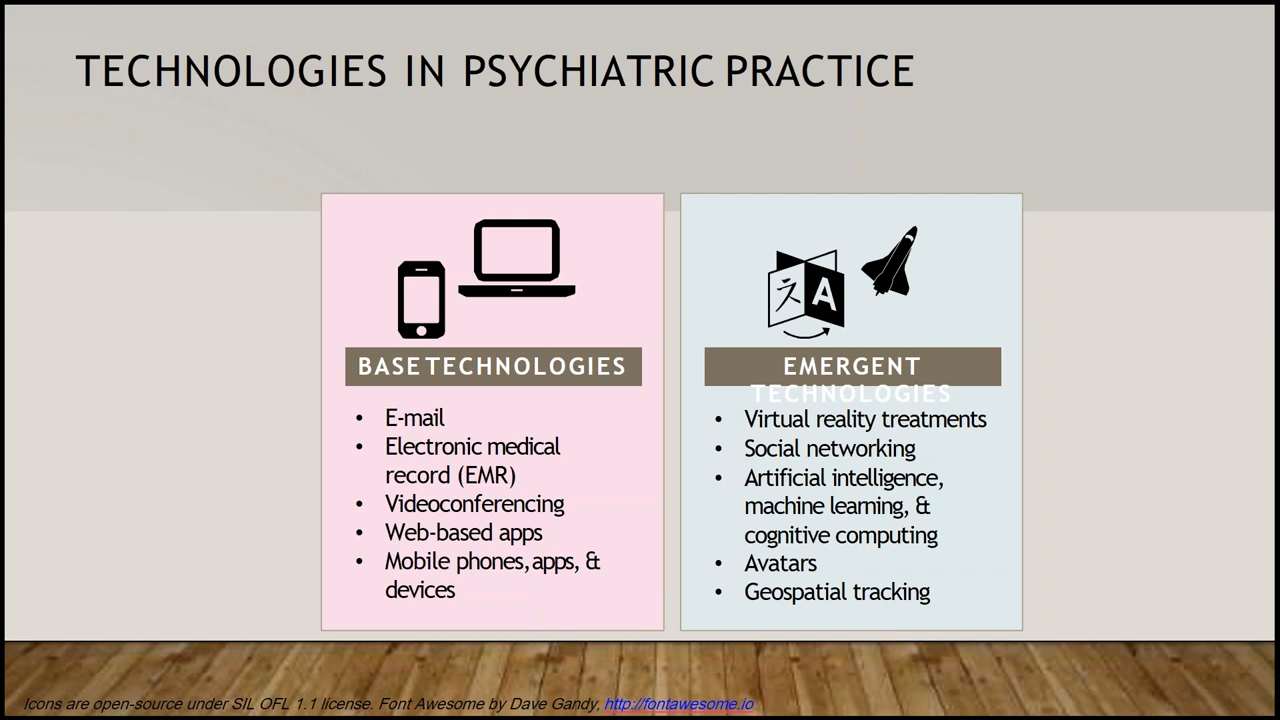 TECHNOLOGIES IN PSYCHIATRIC PRACTICE
BASE TECHNOLOGIES
• E-mail
• Electronic medical
record (EMR)
• Videoconferencing
• Web-based apps
• Mobile phones, apps, &
devices
A
EMERGENT
TECHNOLOGIES
• Virtual reality treatments
• Social networking
• Artificial intelligence,
machine learning, &
cognitive computing
• Avatars
• Geospatial tracking
Icons are open-source under SIL OFL 1.1 license. Font Awesome by Dave Gandy, http://fontawesome.io